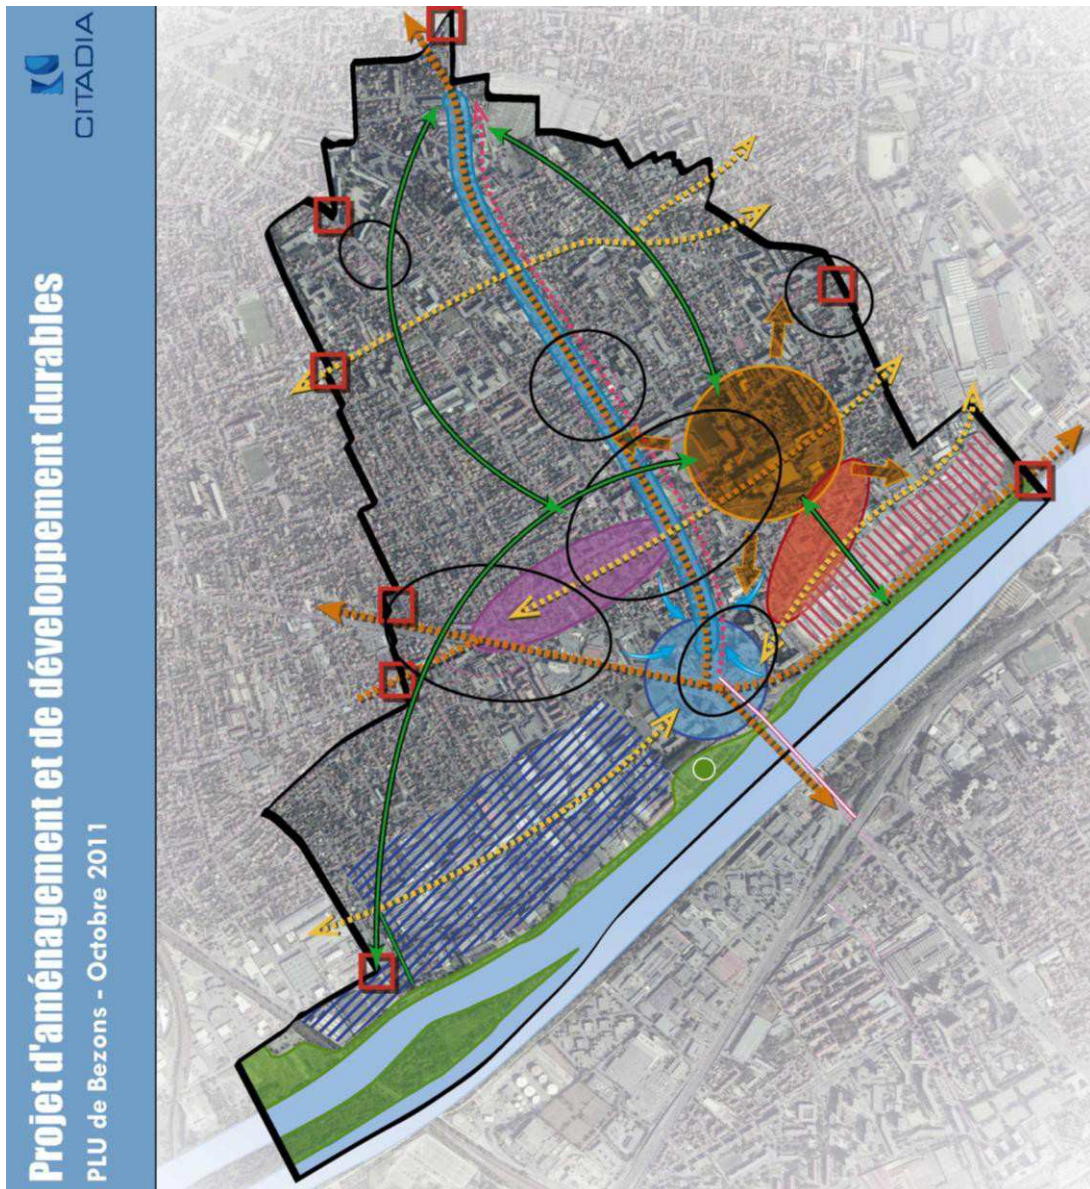 Projet d'aménagement et de développement durables
PLU de Bezons - Octobre 2011
CITADIA